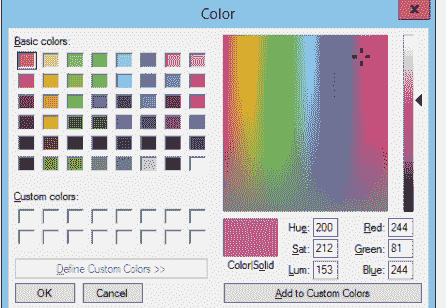 Color
Basic colors:
Custom colors:
Define Custom Colors >>
OK
Cancel
Color|Solid
Hue: 200
Sat: 212
Lum: 153
Red: 244
Green: 81
Blue: 244
Add to Custom Colors